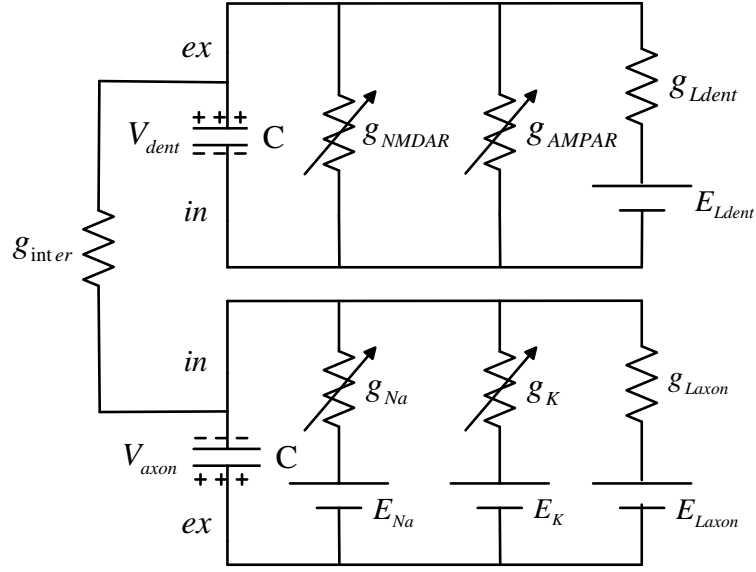 ex
g_Ldent
+ + +
V_dent
C
g_NMDAR
g_AMPAR
− − −
E_Ldent
in
g_inter
in
g_Na
g_K
g_Laxon
− − −
V_axon
C
+ + +
E_Na
E_K
E_Laxon
ex